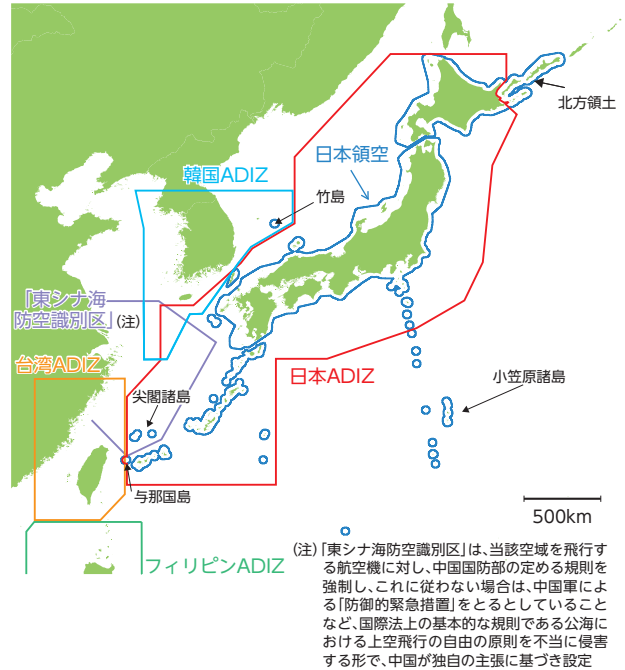 北方領土
日本領空
韓国ADIZ
竹島
「東シナ海
防空識別区」(注)
台湾ADIZ
日本ADIZ
尖閣諸島
小笠原諸島
与那国島
500km
フィリピンADIZ
(注)「東シナ海防空識別区」は、当該空域を飛行す
る航空機に対し、中国国防部の定める規則を
強制し、これに従わない場合は、中国軍によ
る「防御的緊急措置」をとるとしていること
など、国際法上の基本的な規則である公海に
おける上空飛行の自由の原則を不当に侵害
する形で、中国が独自の主張に基づき設定